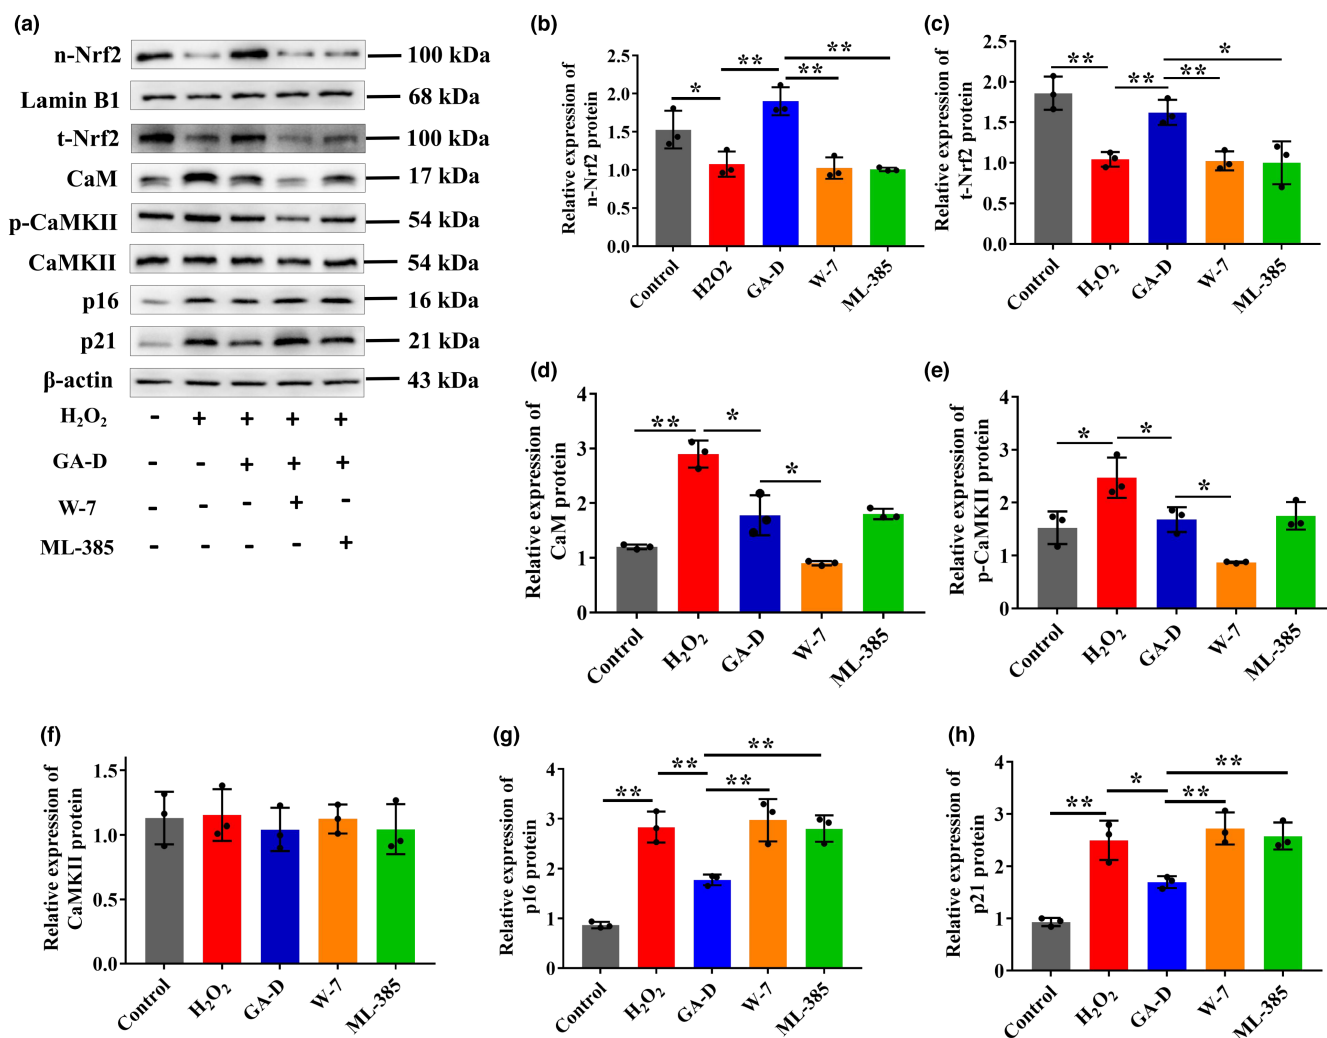 (a)
n-Nrf2 100 kDa
Lamin B1 68 kDa
t-Nrf2 100 kDa
CaM 17 kDa
p-CaMKII 54 kDa
CaMKII 54 kDa
p16 16 kDa
p21 21 kDa
β-actin 43 kDa
H₂O₂ - + + + +
GA-D - - + + +
W-7 - - - + -
ML-385 - - - - +
(b)
Relative expression of
n-Nrf2 protein
2.5
2.0
1.5
1.0
0.5
0.0
* ** ** **
Control H2O2 GA-D W-7 ML-385
(c)
Relative expression of
t-Nrf2 protein
2.5
2.0
1.5
1.0
0.5
0.0
** ** ** *
Control H₂O₂ GA-D W-7 ML-385
(d)
Relative expression of
CaM protein
4
3
2
1
0
** * *
Control H₂O₂ GA-D W-7 ML-385
(e)
Relative expression of
p-CaMKII protein
4
3
2
1
0
* * *
Control H₂O₂ GA-D W-7 ML-385
(f)
Relative expression of
CaMKII protein
1.5
1.0
0.5
0.0
Control H₂O₂ GA-D W-7 ML-385
(g)
Relative expression of
p16 protein
4
3
2
1
0
** ** ** **
Control H₂O₂ GA-D W-7 ML-385
(h)
Relative expression of
p21 protein
4
3
2
1
0
** * ** **
Control H₂O₂ GA-D W-7 ML-385